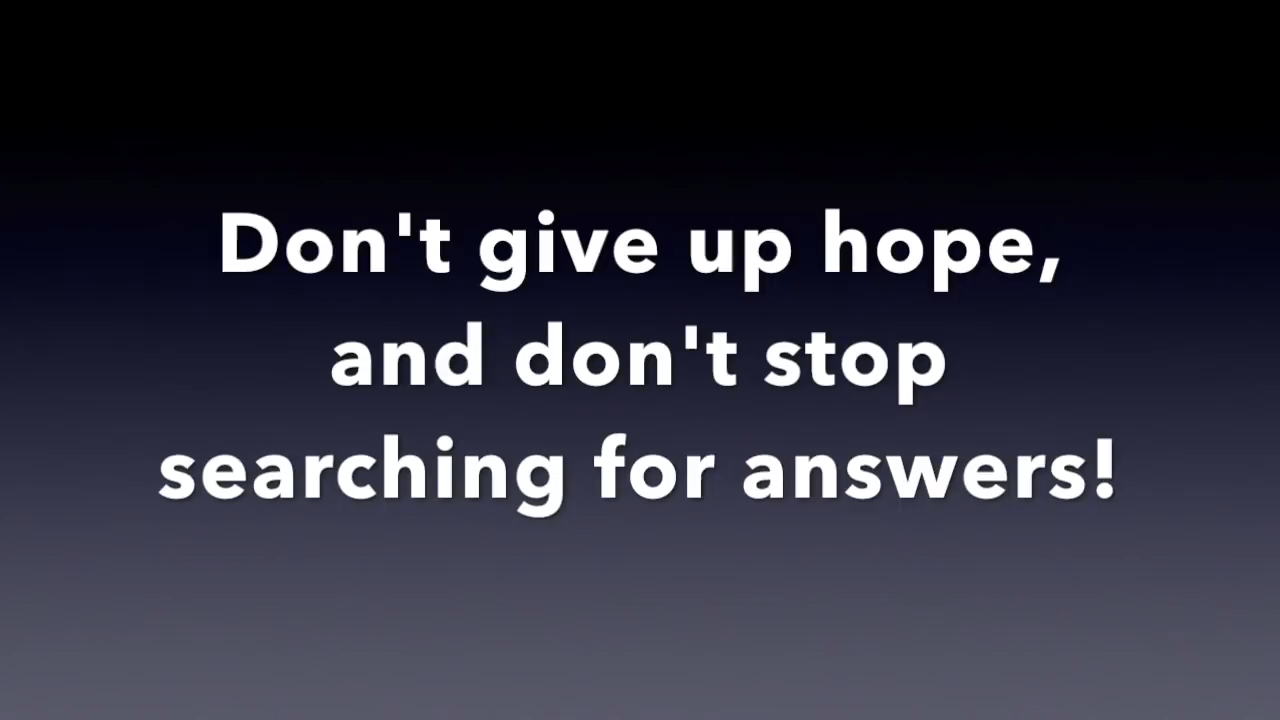 Don't give up hope,
and don't stop
searching for answers!